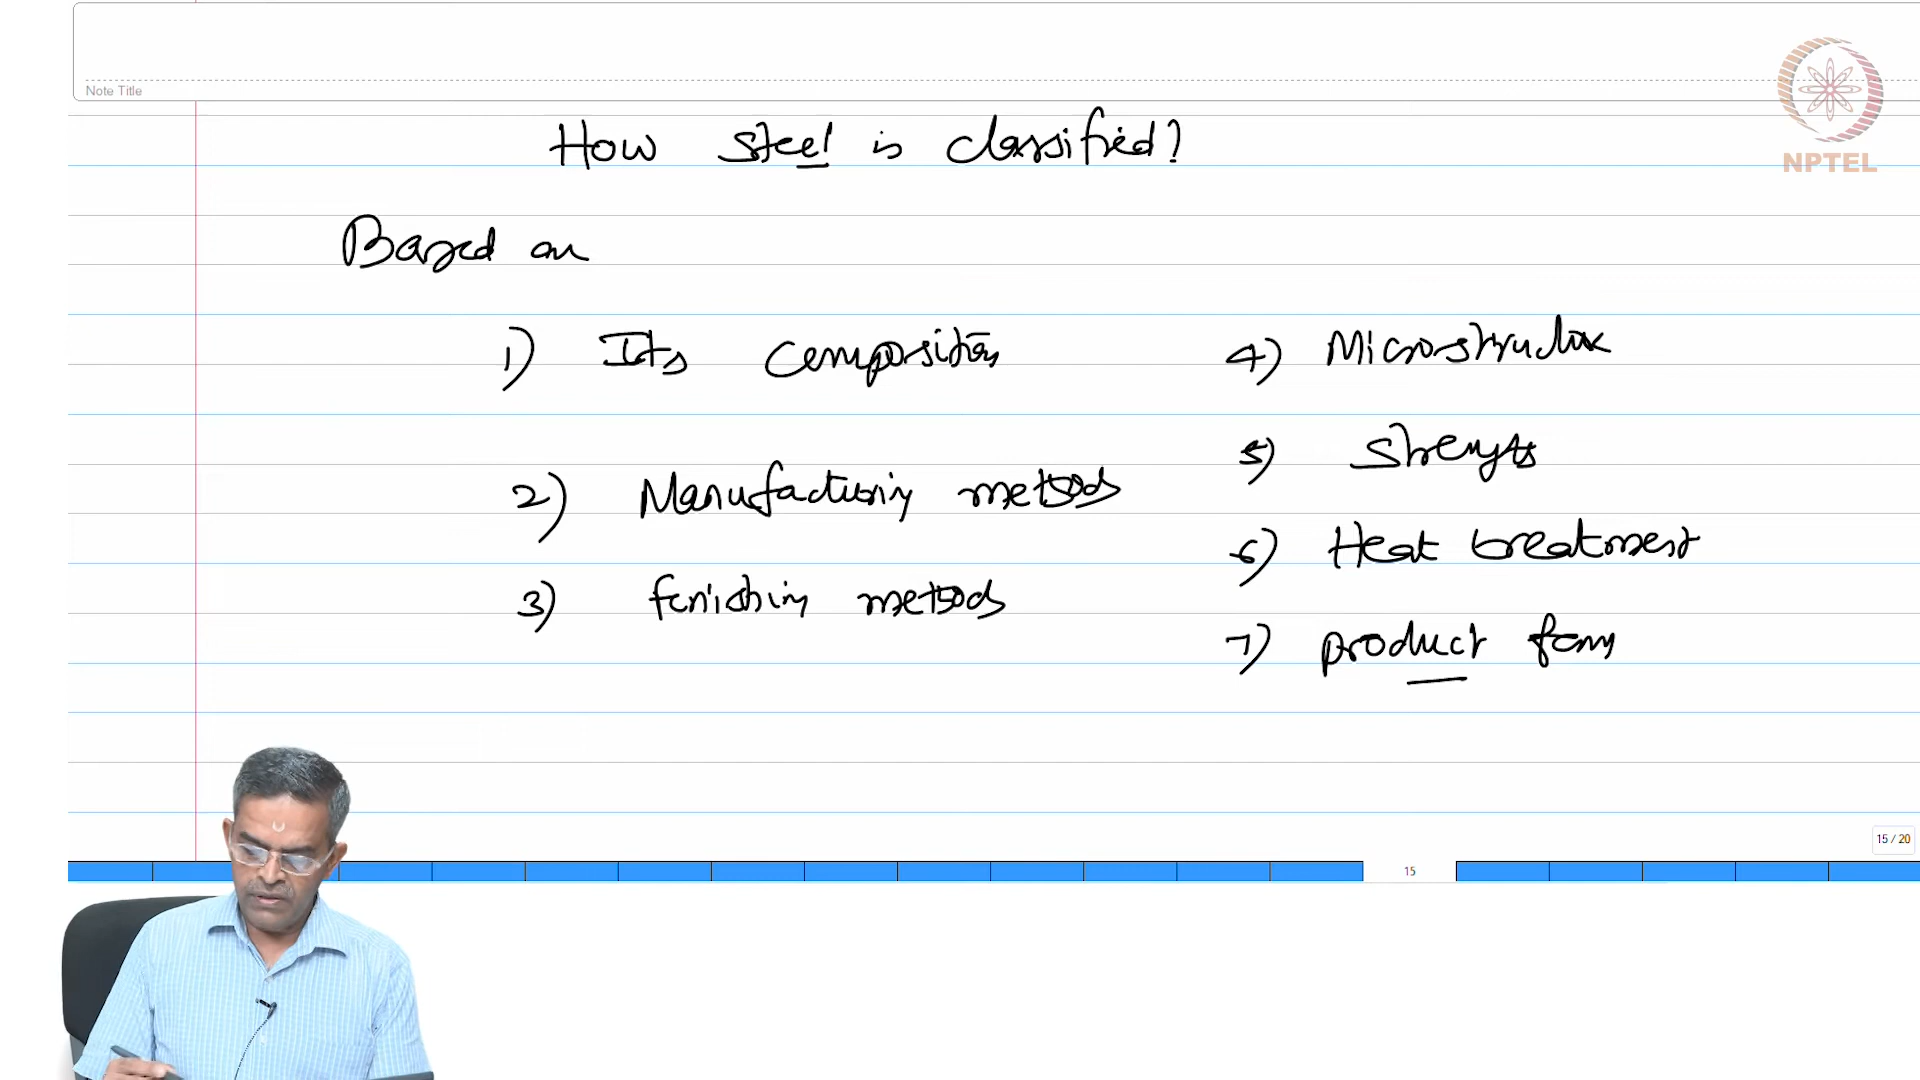 Note Title
NPTEL
How steel is classified?
Based on
1) Its composition
2) Manufacturing methods
3) finishing methods
4) Microstructure
5) Strength
6) Heat treatment
7) product form
15 / 20
15